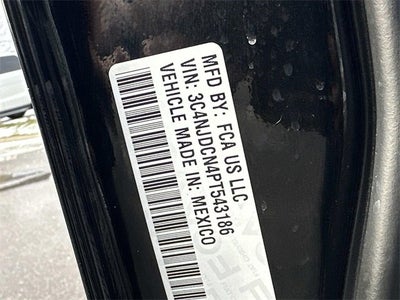 MFD BY: FCA US LLC
VIN: 3C4NJDCN4PT543186
VEHICLE MADE IN: MEXICO